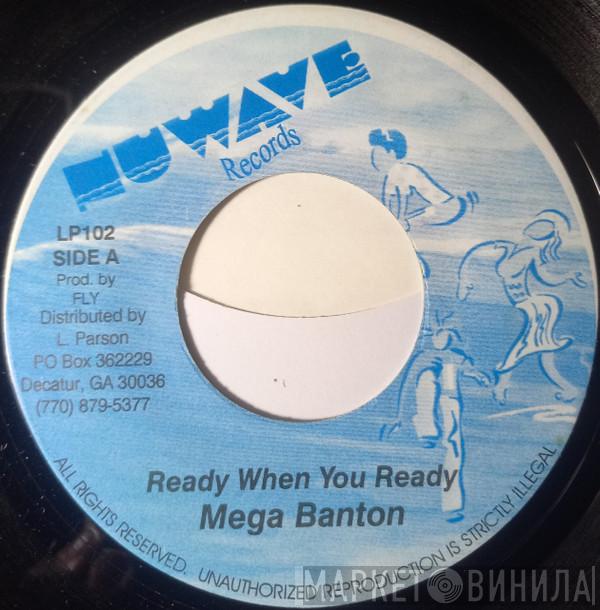 NUWAVE
Records
LP102
SIDE A
Prod. by
FLY
Distributed by
L. Parson
PO Box 362229
Decatur, GA 30036
(770) 879-5377
Ready When You Ready
Mega Banton
ALL RIGHTS RESERVED. UNAUTHORIZED REPRODUCTION IS STRICTLY ILLEGAL
МАРКЕТ ВИНИЛА